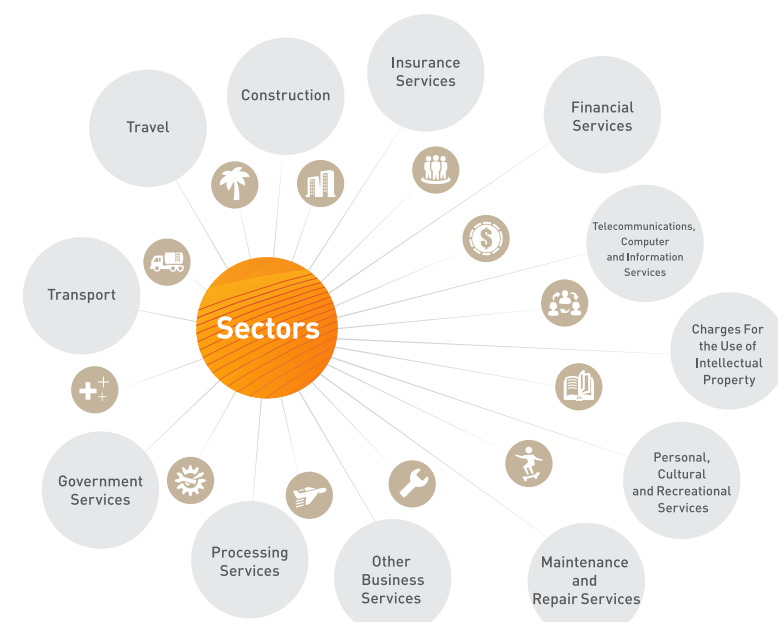 Insurance
Services
Construction
Financial
Services
Travel
Telecommunications,
Computer
and Information
Services
Transport
Sectors
Charges For
the Use of
Intellectual
Property
Personal,
Cultural
and Recreational
Services
Government
Services
Processing
Services
Other
Business
Services
Maintenance
and
Repair Services
$